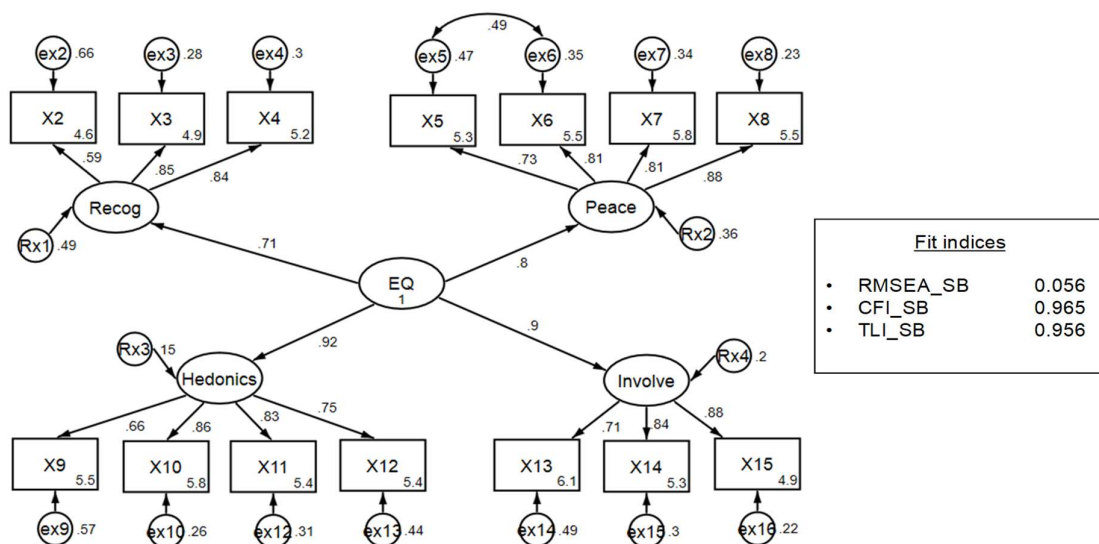 .49
ex2 .66 ex3 .28 ex4 .3 ex5 .47 ex6 .35 ex7 .34 ex8 .23
X2 4.6 X3 4.9 X4 5.2 X5 5.3 X6 5.5 X7 5.8 X8 5.5
.59 .85 .84 .73 .81 .81 .88
Recog Peace
Rx1 .49 Rx2 .36
.71 .8
EQ
1
.92 .9
Rx3 .15 Rx4 .2
Hedonics Involve
.66 .86 .83 .75 .71 .84 .88
X9 5.5 X10 5.8 X11 5.4 X12 5.4 X13 6.1 X14 5.3 X15 4.9
ex9 .57 ex10 .26 ex12 .31 ex13 .44 ex14 .49 ex15 .3 ex16 .22
Fit indices
• RMSEA_SB 0.056
• CFI_SB 0.965
• TLI_SB 0.956